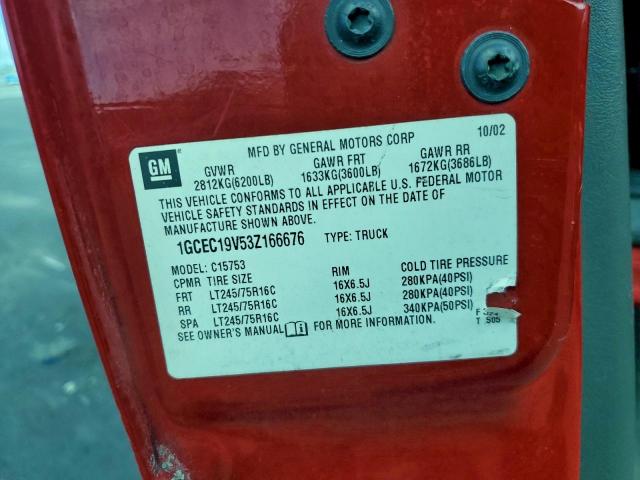 GM
MFD BY GENERAL MOTORS CORP 10/02
GVWR GAWR FRT GAWR RR
2812KG(6200LB) 1633KG(3600LB) 1672KG(3686LB)
THIS VEHICLE CONFORMS TO ALL APPLICABLE U.S. FEDERAL MOTOR
VEHICLE SAFETY STANDARDS IN EFFECT ON THE DATE OF
MANUFACTURE SHOWN ABOVE.
1GCEC19V53Z166676 TYPE: TRUCK
MODEL: C15753
CPMR TIRE SIZE RIM COLD TIRE PRESSURE
FRT LT245/75R16C 16X6.5J 280KPA(40PSI)
RR LT245/75R16C 16X6.5J 280KPA(40PSI)
SPA LT245/75R16C 16X6.5J 340KPA(50PSI)
SEE OWNER'S MANUAL
F
T 505